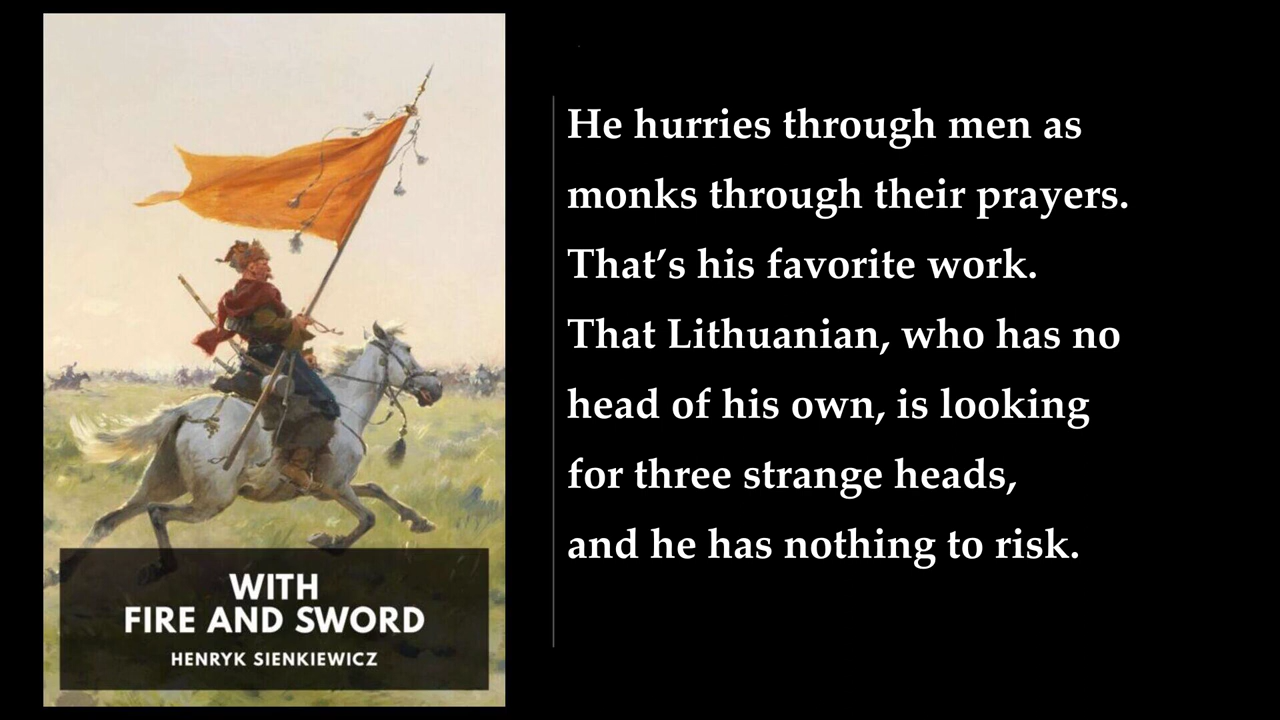 WITH
FIRE AND SWORD
HENRYK SIENKIEWICZ
He hurries through men as
monks through their prayers.
That’s his favorite work.
That Lithuanian, who has no
head of his own, is looking
for three strange heads,
and he has nothing to risk.